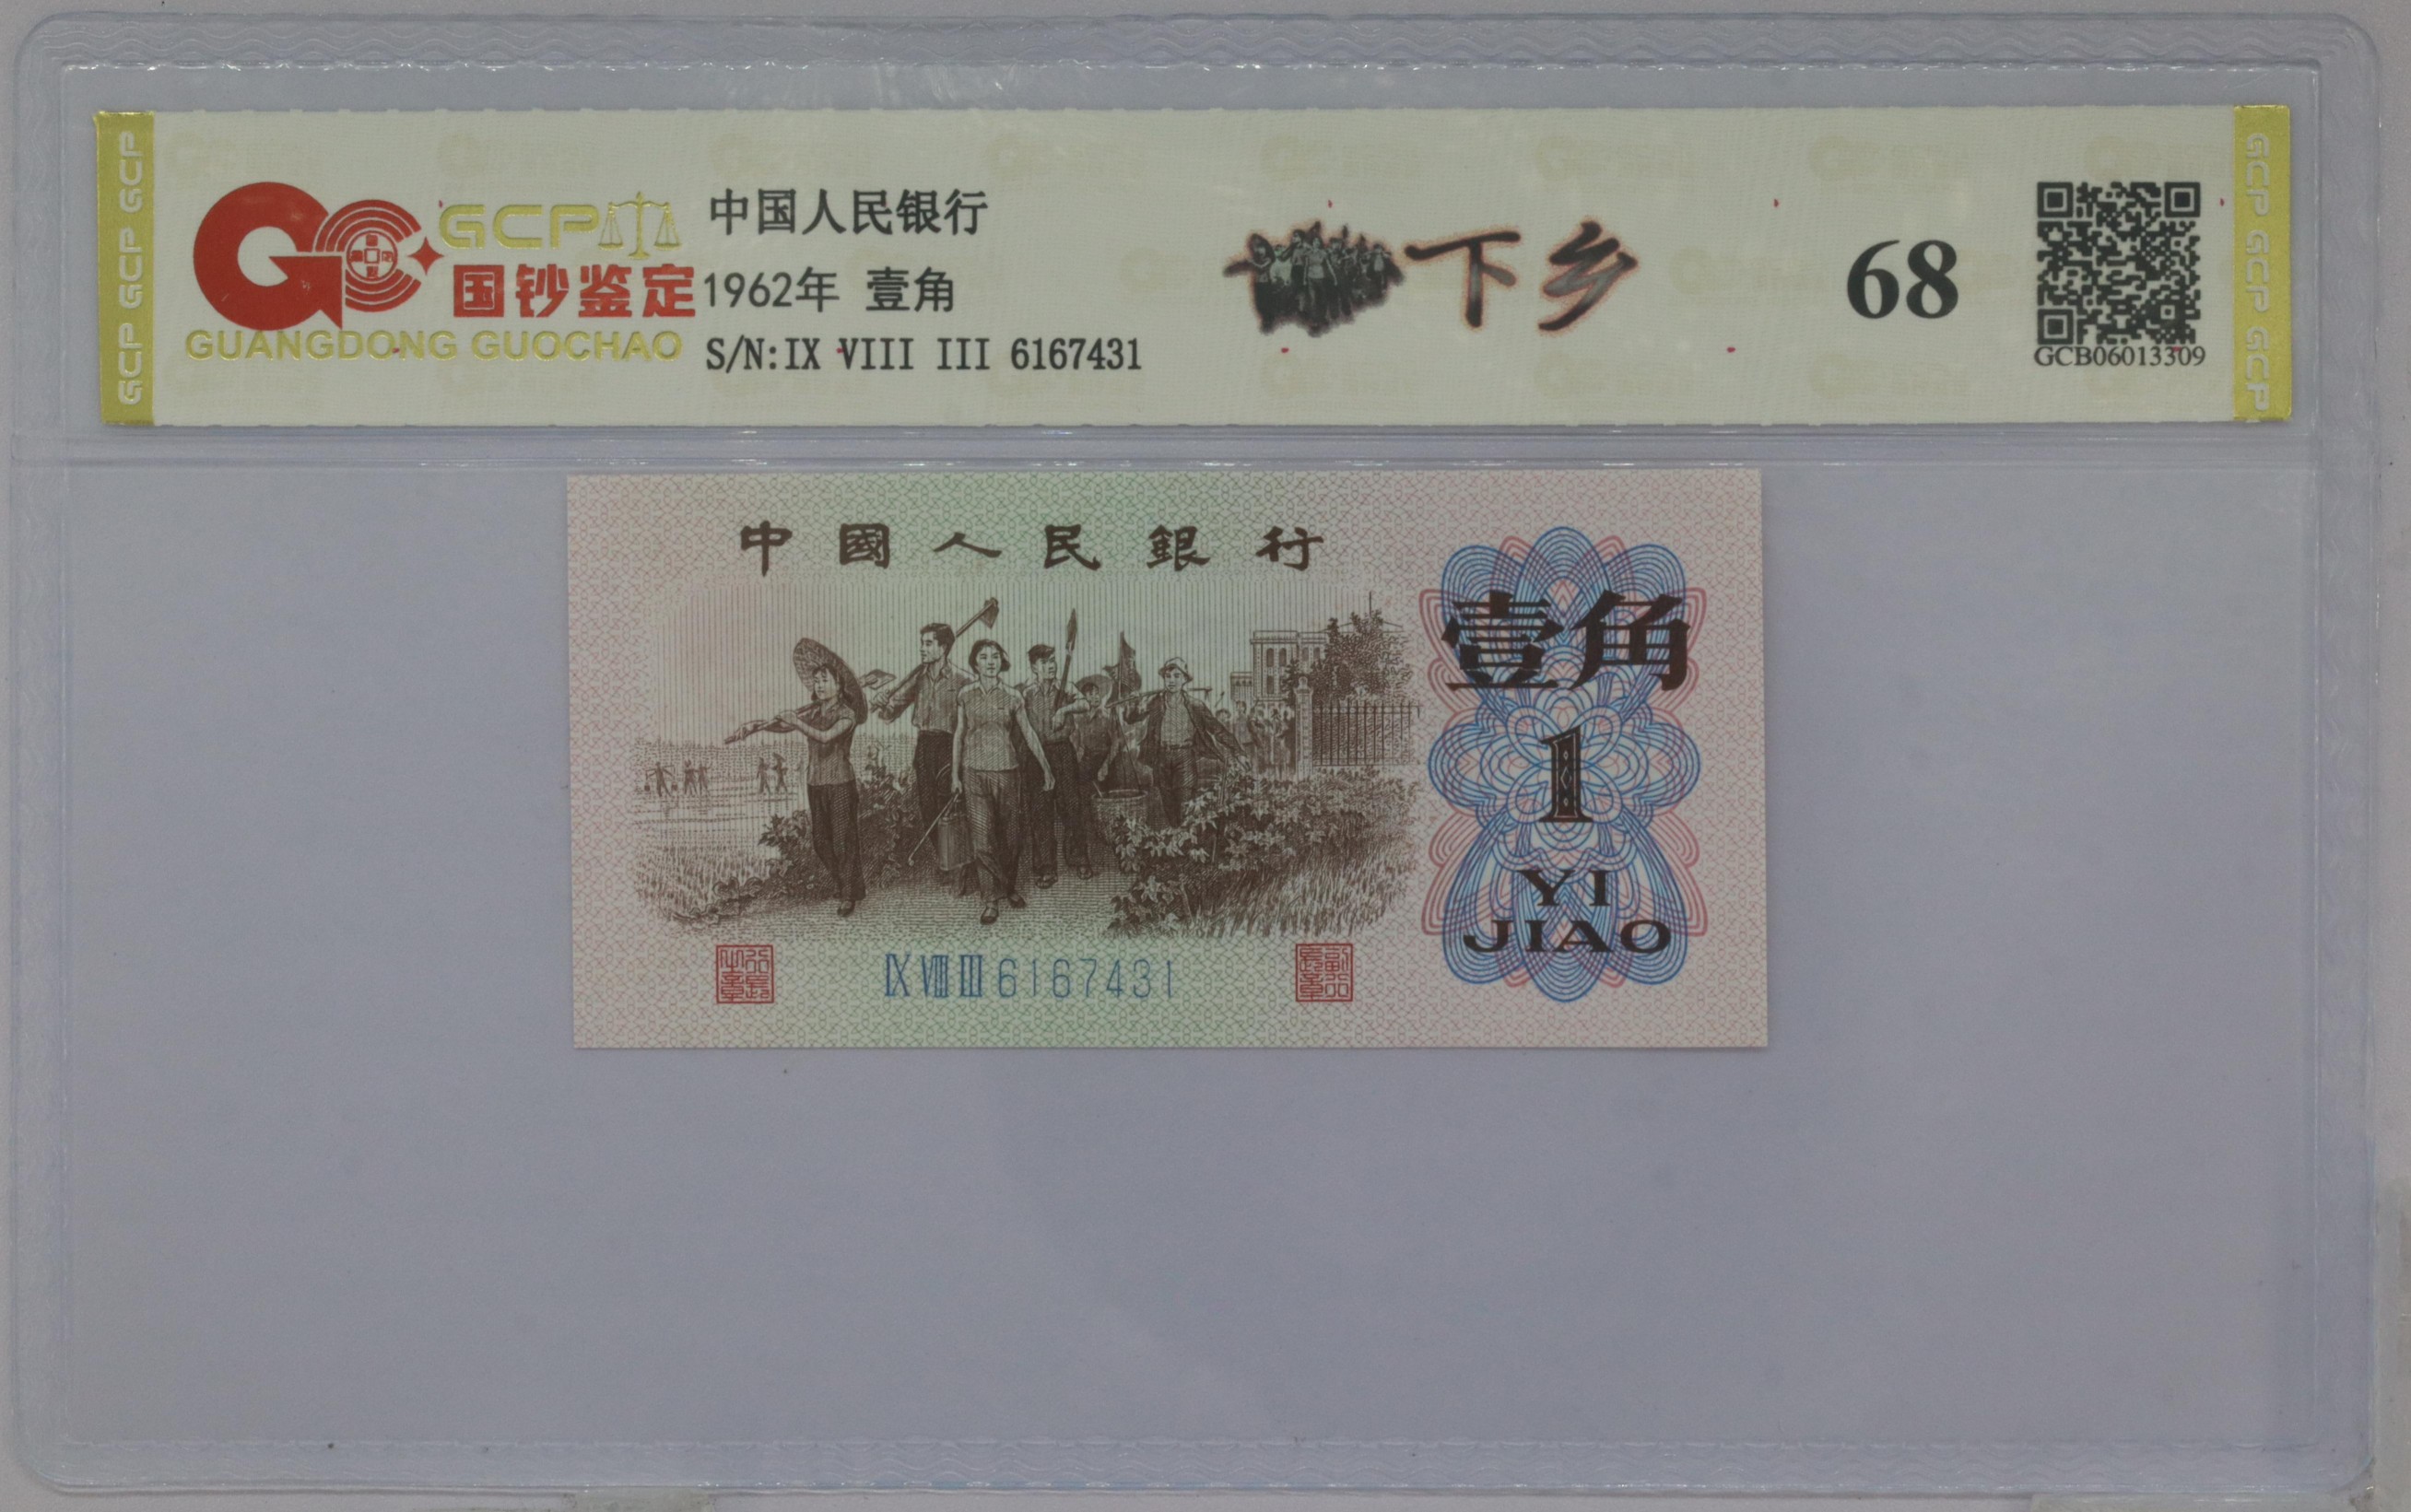 GCP GCP GCP
GCP
国钞鉴定
GUANGDONG GUOCHAO
中国人民银行
1962年 壹角
S/N:IX VIII III 6167431
下乡
68
GCB06013309
GCP GCP GCP
中國人民銀行
壹角
1
YI
JIAO
IX VIII III 6167431